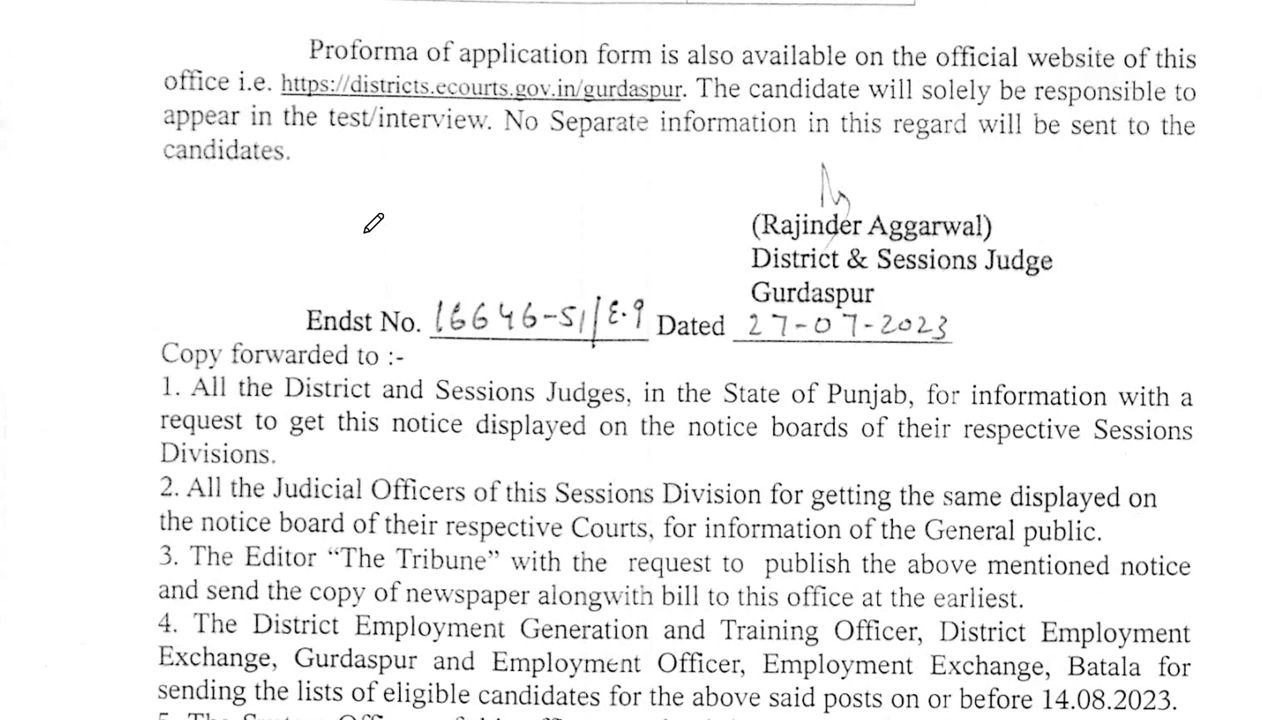 Proforma of application form is also available on the official website of this
office i.e. https://districts.ecourts.gov.in/gurdaspur. The candidate will solely be responsible to
appear in the test/interview. No Separate information in this regard will be sent to the
candidates.
(Rajinder Aggarwal)
District & Sessions Judge
Gurdaspur
Endst No. 16646-51/E.9 Dated 27-07-2023
Copy forwarded to :-
1. All the District and Sessions Judges, in the State of Punjab, for information with a
request to get this notice displayed on the notice boards of their respective Sessions
Divisions.
2. All the Judicial Officers of this Sessions Division for getting the same displayed on
the notice board of their respective Courts, for information of the General public.
3. The Editor “The Tribune” with the request to publish the above mentioned notice
and send the copy of newspaper alongwith bill to this office at the earliest.
4. The District Employment Generation and Training Officer, District Employment
Exchange, Gurdaspur and Employment Officer, Employment Exchange, Batala for
sending the lists of eligible candidates for the above said posts on or before 14.08.2023.